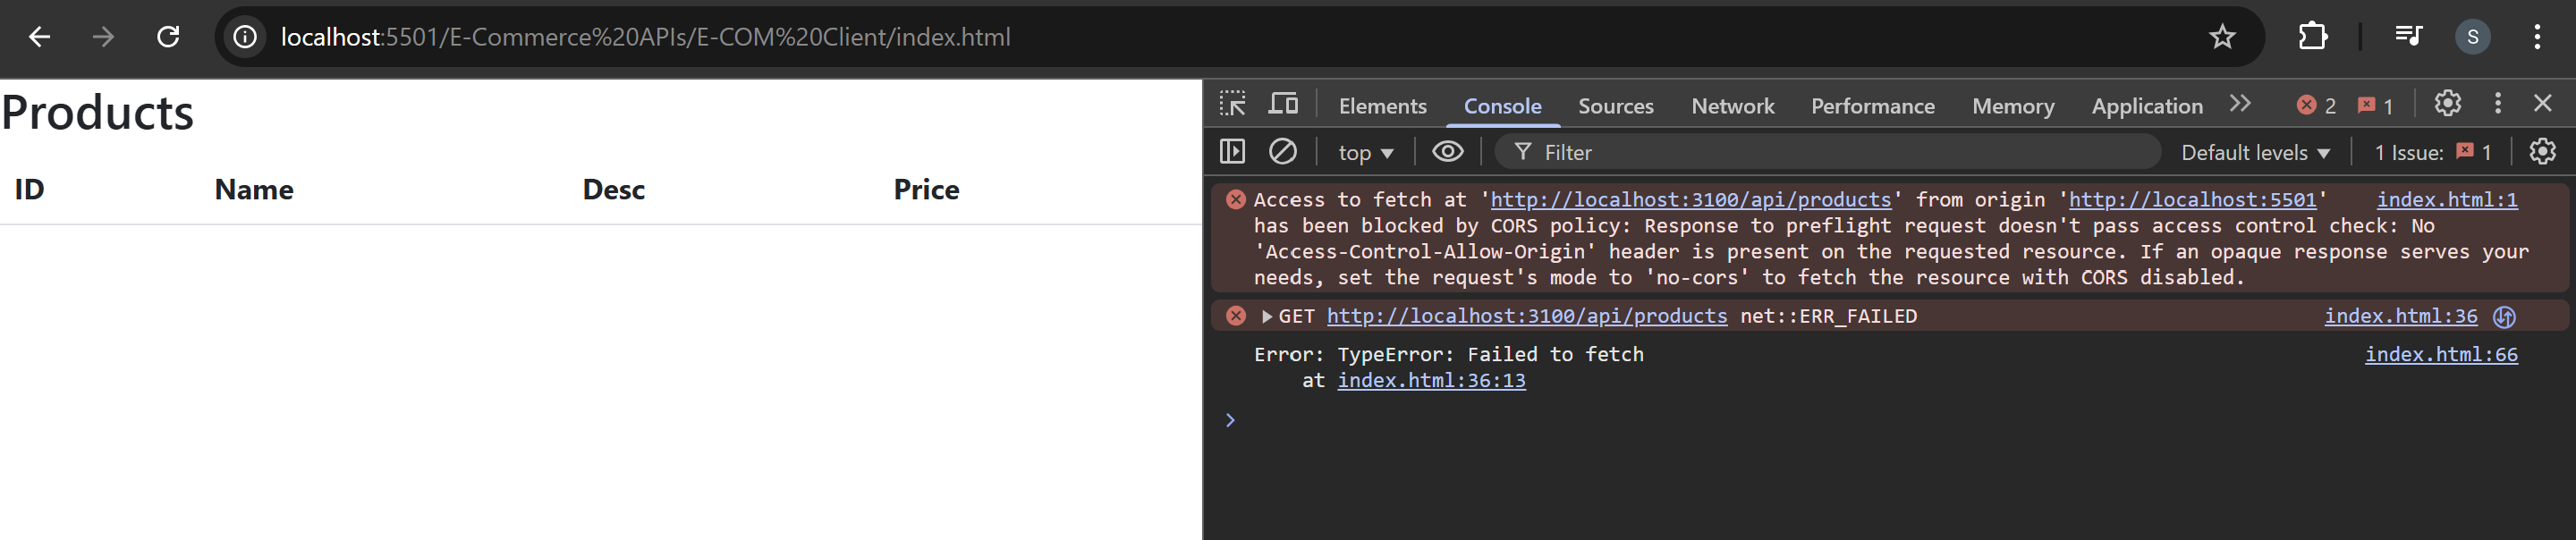 localhost:5501/E-Commerce%20APIs/E-COM%20Client/index.html
S
Products
ID Name Desc Price
Elements Console Sources Network Performance Memory Application 2 1
top Filter Default levels 1 Issue: 1
Access to fetch at 'http://localhost:3100/api/products' from origin 'http://localhost:5501' index.html:1
has been blocked by CORS policy: Response to preflight request doesn't pass access control check: No
'Access-Control-Allow-Origin' header is present on the requested resource. If an opaque response serves your
needs, set the request's mode to 'no-cors' to fetch the resource with CORS disabled.
GET http://localhost:3100/api/products net::ERR_FAILED index.html:36
Error: TypeError: Failed to fetch index.html:66
at index.html:36:13